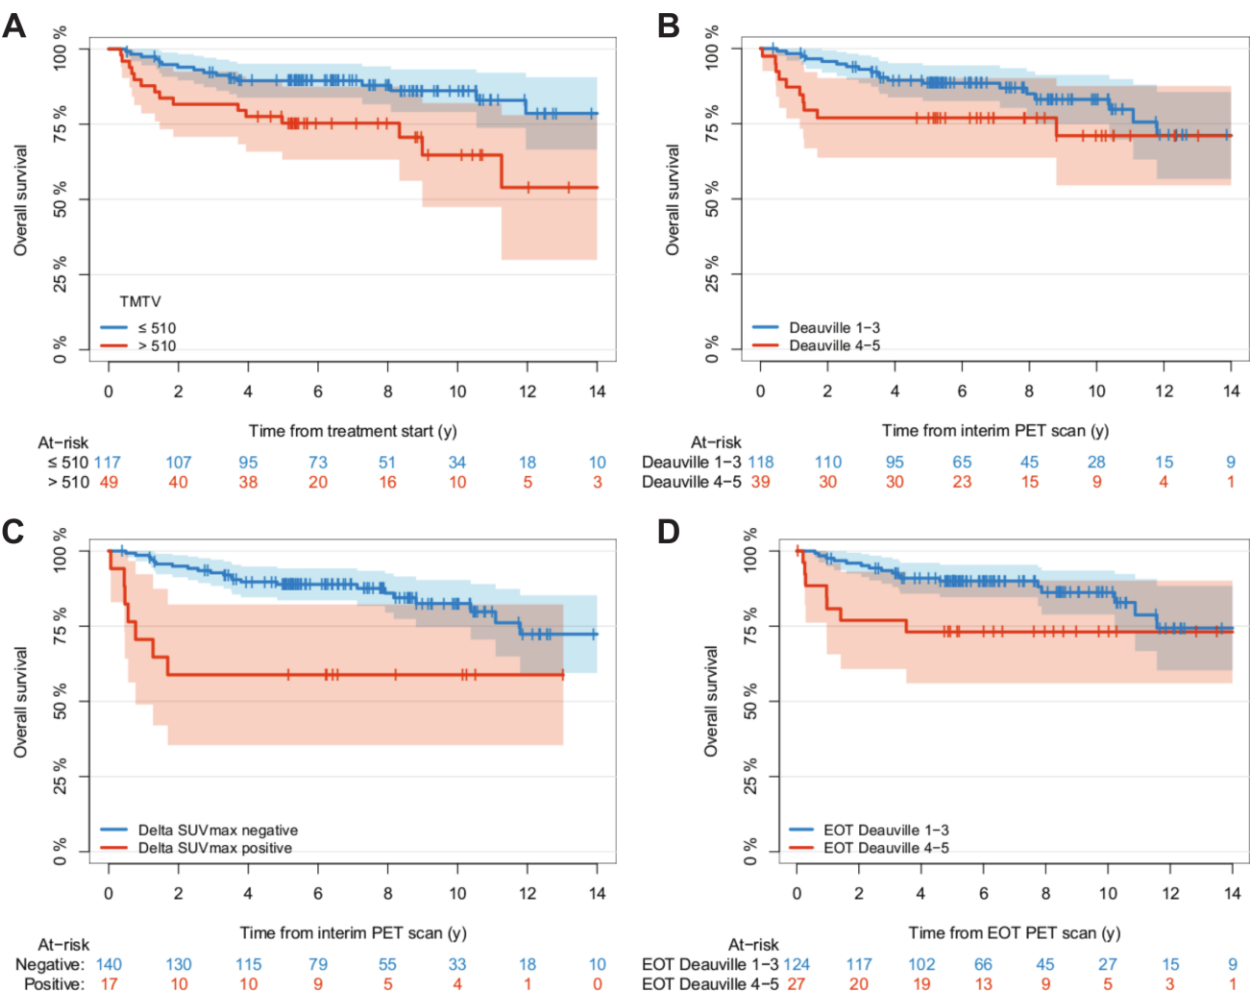 A
100 %
75 %
50 %
25 %
0 %
Overall survival
TMTV
≤ 510
> 510
0 2 4 6 8 10 12 14
Time from treatment start (y)
At−risk
≤ 510 117 107 95 73 51 34 18 10
> 510 49 40 38 20 16 10 5 3
B
100 %
75 %
50 %
25 %
0 %
Overall survival
Deauville 1−3
Deauville 4−5
0 2 4 6 8 10 12 14
Time from interim PET scan (y)
At−risk
Deauville 1−3 118 110 95 65 45 28 15 9
Deauville 4−5 39 30 30 23 15 9 4 1
C
100 %
75 %
50 %
25 %
0 %
Overall survival
Delta SUVmax negative
Delta SUVmax positive
0 2 4 6 8 10 12 14
Time from interim PET scan (y)
At−risk
Negative: 140 130 115 79 55 33 18 10
Positive: 17 10 10 9 5 4 1 0
D
100 %
75 %
50 %
25 %
0 %
Overall survival
EOT Deauville 1−3
EOT Deauville 4−5
0 2 4 6 8 10 12 14
Time from EOT PET scan (y)
At−risk
EOT Deauville 1−3 124 117 102 66 45 27 15 9
EOT Deauville 4−5 27 20 19 13 9 5 3 1